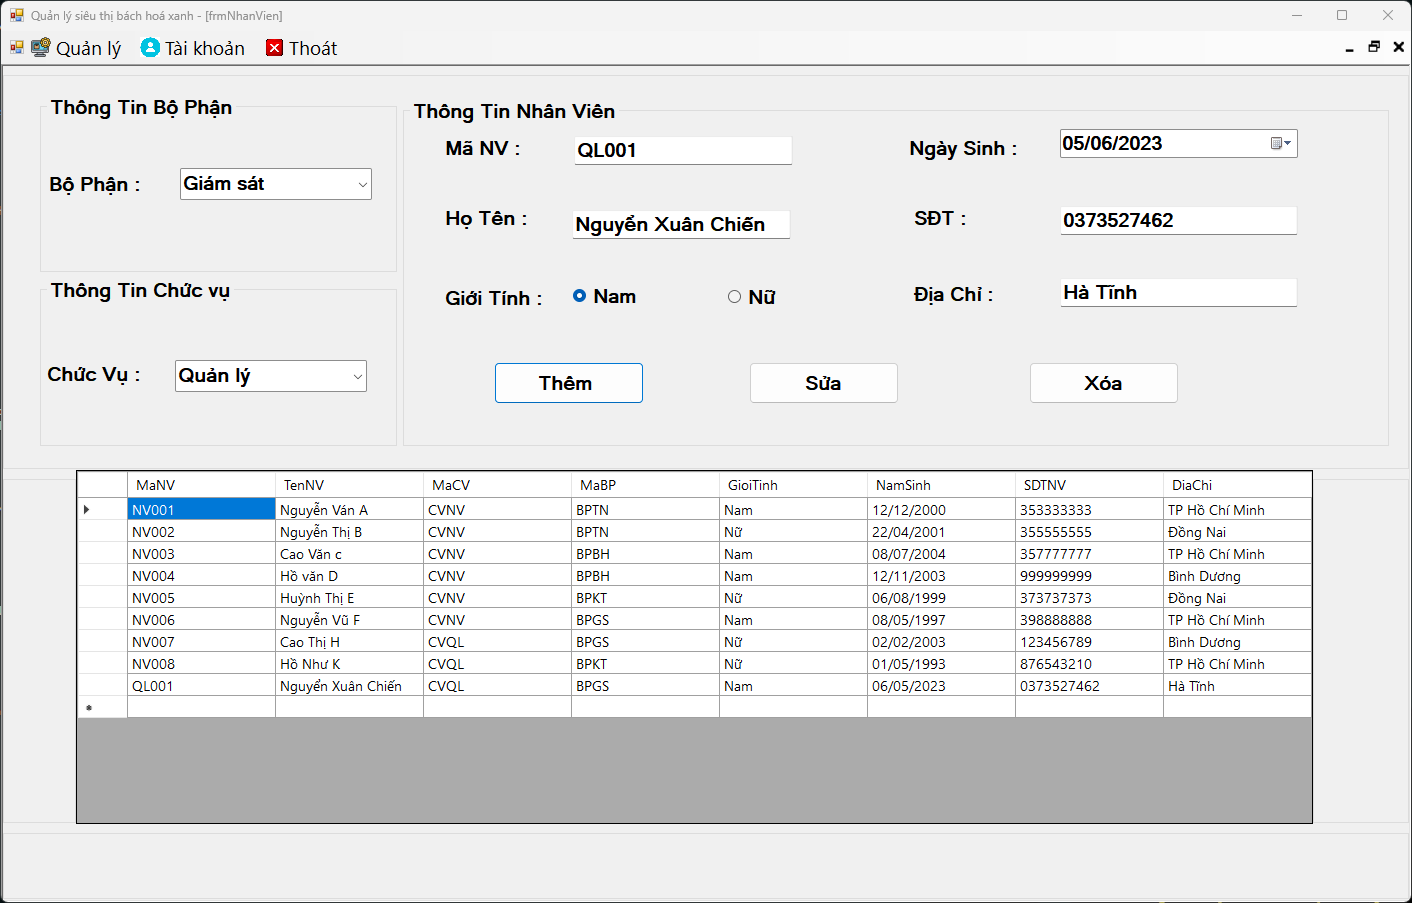 Quản lý siêu thị bách hoá xanh - [frmNhanVien]
Quản lý Tài khoản Thoát
Thông Tin Bộ Phận
Bộ Phận : Giám sát
Thông Tin Chức vụ
Chức Vụ : Quản lý
Thông Tin Nhân Viên
Mã NV : QL001 Ngày Sinh : 05/06/2023
Họ Tên : Nguyển Xuân Chiến SĐT : 0373527462
Giới Tính : Nam Nữ Địa Chỉ : Hà Tĩnh
Thêm Sửa Xóa
MaNV TenNV MaCV MaBP GioiTinh NamSinh SDTNV DiaChi
NV001 Nguyễn Ván A CVNV BPTN Nam 12/12/2000 353333333 TP Hồ Chí Minh
NV002 Nguyễn Thị B CVNV BPTN Nữ 22/04/2001 355555555 Đồng Nai
NV003 Cao Văn c CVNV BPBH Nam 08/07/2004 357777777 TP Hồ Chí Minh
NV004 Hồ văn D CVNV BPBH Nam 12/11/2003 999999999 Bình Dương
NV005 Huỳnh Thị E CVNV BPKT Nữ 06/08/1999 373737373 Đồng Nai
NV006 Nguyễn Vũ F CVNV BPGS Nam 08/05/1997 398888888 TP Hồ Chí Minh
NV007 Cao Thị H CVQL BPGS Nữ 02/02/2003 123456789 Bình Dương
NV008 Hồ Như K CVQL BPKT Nữ 01/05/1993 876543210 TP Hồ Chí Minh
QL001 Nguyển Xuân Chiến CVQL BPGS Nam 06/05/2023 0373527462 Hà Tĩnh